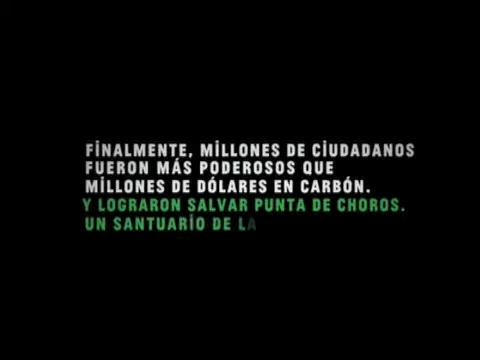 FINALMENTE, MILLONES DE CIUDADANOS
FUERON MÁS PODEROSOS QUE
MILLONES DE DÓLARES EN CARBÓN.
Y LOGRARON SALVAR PUNTA DE CHOROS.
UN SANTUARIO DE LA